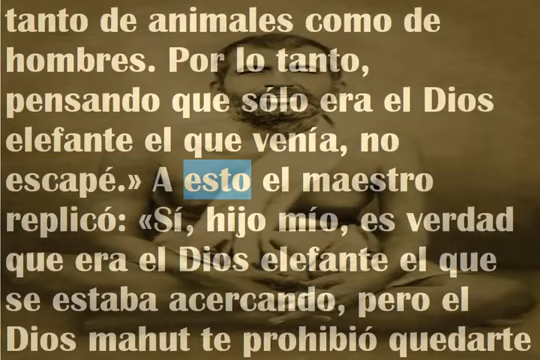 tanto de animales como de
hombres. Por lo tanto,
pensando que sólo era el Dios
elefante el que venía, no
escapé.» A esto el maestro
replicó: «Sí, hijo mío, es verdad
que era el Dios elefante el que
se estaba acercando, pero el
Dios mahut te prohibió quedarte